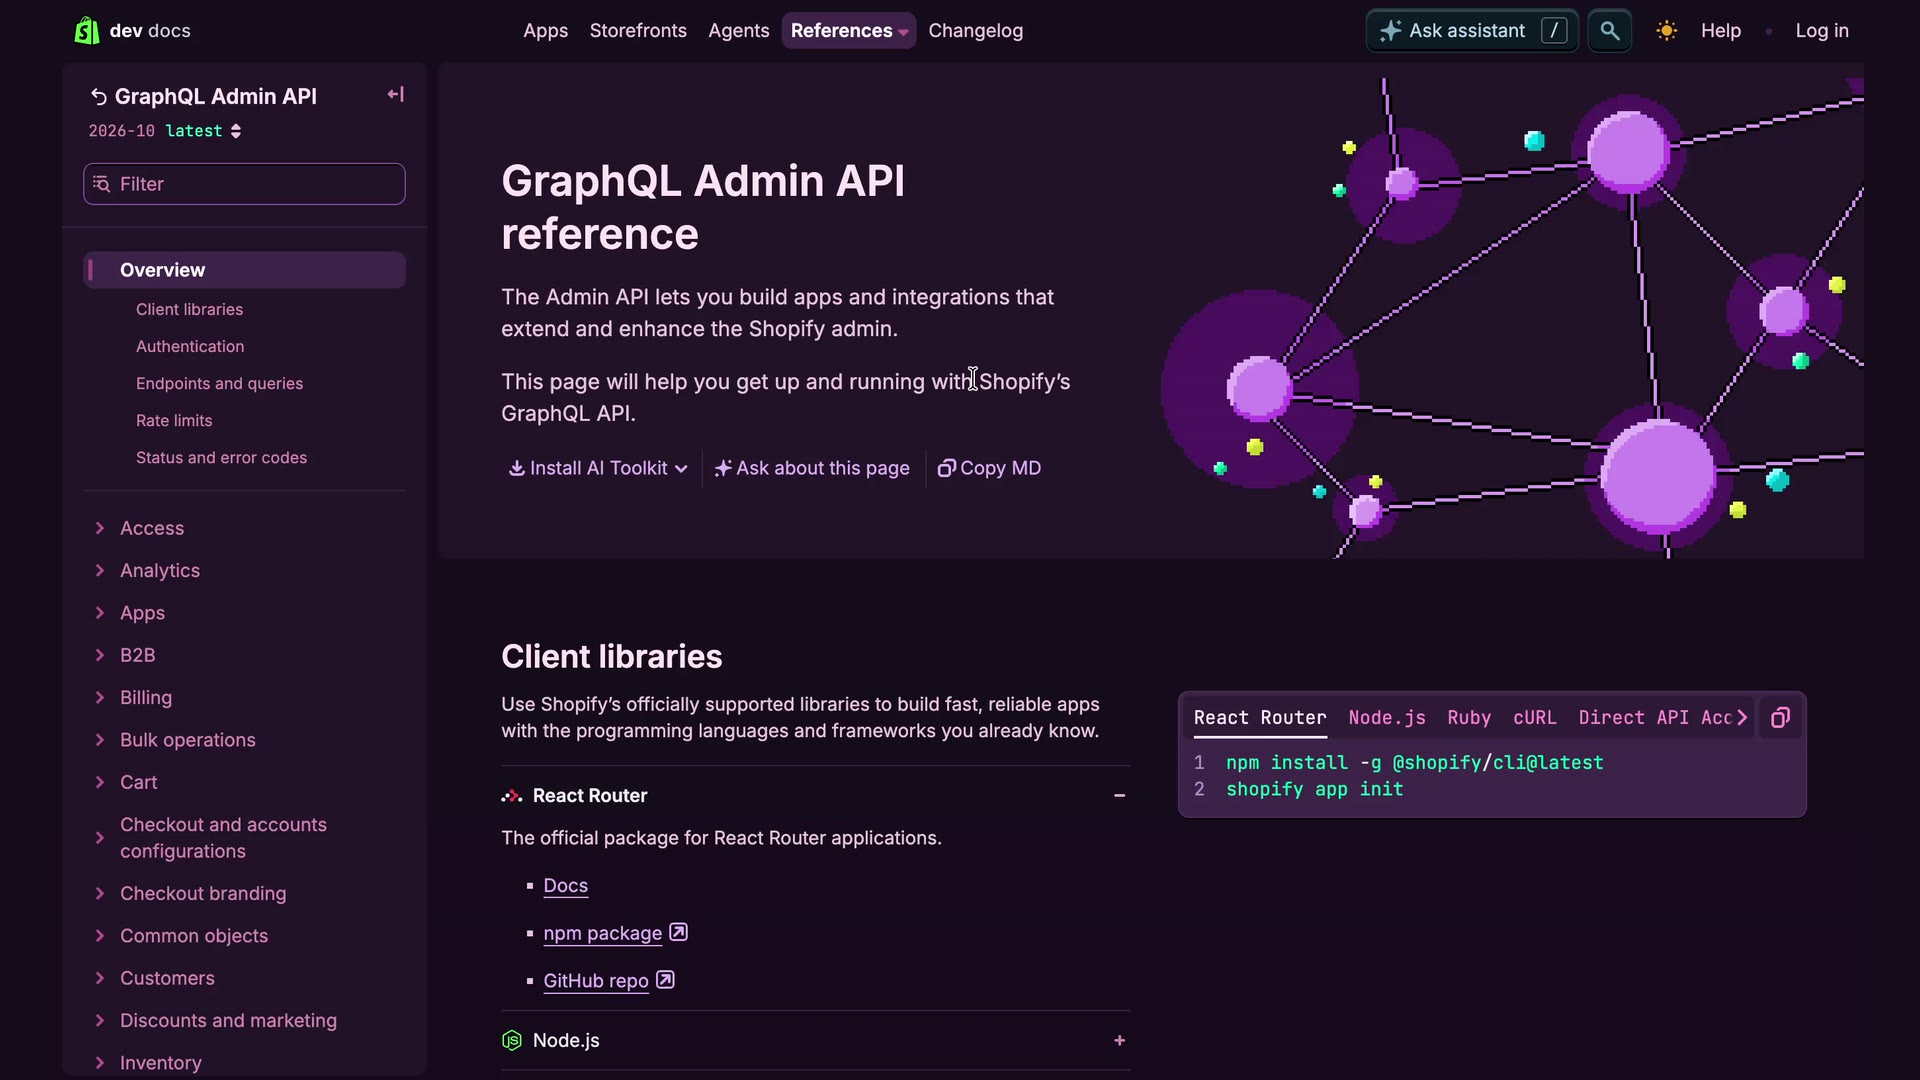 dev docs
Apps Storefronts Agents References Changelog
Ask assistant /
Help Log in
GraphQL Admin API
2026-10 latest
Filter
Overview
Client libraries
Authentication
Endpoints and queries
Rate limits
Status and error codes
Access
Analytics
Apps
B2B
Billing
Bulk operations
Cart
Checkout and accounts
configurations
Checkout branding
Common objects
Customers
Discounts and marketing
Inventory
GraphQL Admin API
reference
The Admin API lets you build apps and integrations that
extend and enhance the Shopify admin.
This page will help you get up and running with Shopify’s
GraphQL API.
Install AI Toolkit Ask about this page Copy MD
Client libraries
Use Shopify’s officially supported libraries to build fast, reliable apps
with the programming languages and frameworks you already know.
React Router
The official package for React Router applications.
Docs
npm package
GitHub repo
Node.js
React Router Node.js Ruby cURL Direct API Acc
1 npm install -g @shopify/cli@latest
2 shopify app init